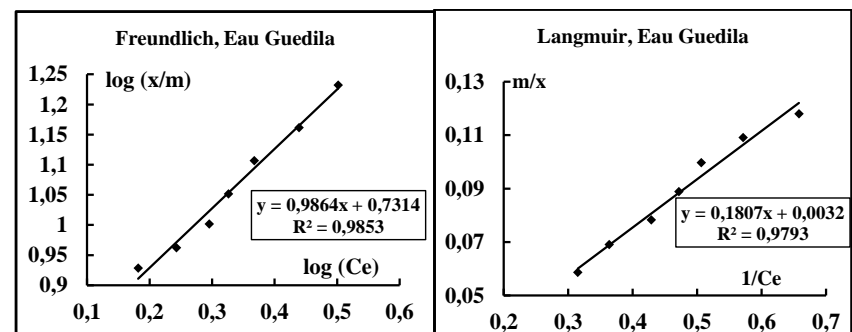 Freundlich, Eau Guedila
log (x/m)
1,25
1,2
1,15
1,1
1,05
1
0,95
0,9
y = 0,9864x + 0,7314
R² = 0,9853
log (Ce)
0,1 0,2 0,3 0,4 0,5 0,6
Langmuir, Eau Guedila
m/x
0,13
0,11
0,09
0,07
0,05
y = 0,1807x + 0,0032
R² = 0,9793
1/Ce
0,2 0,3 0,4 0,5 0,6 0,7